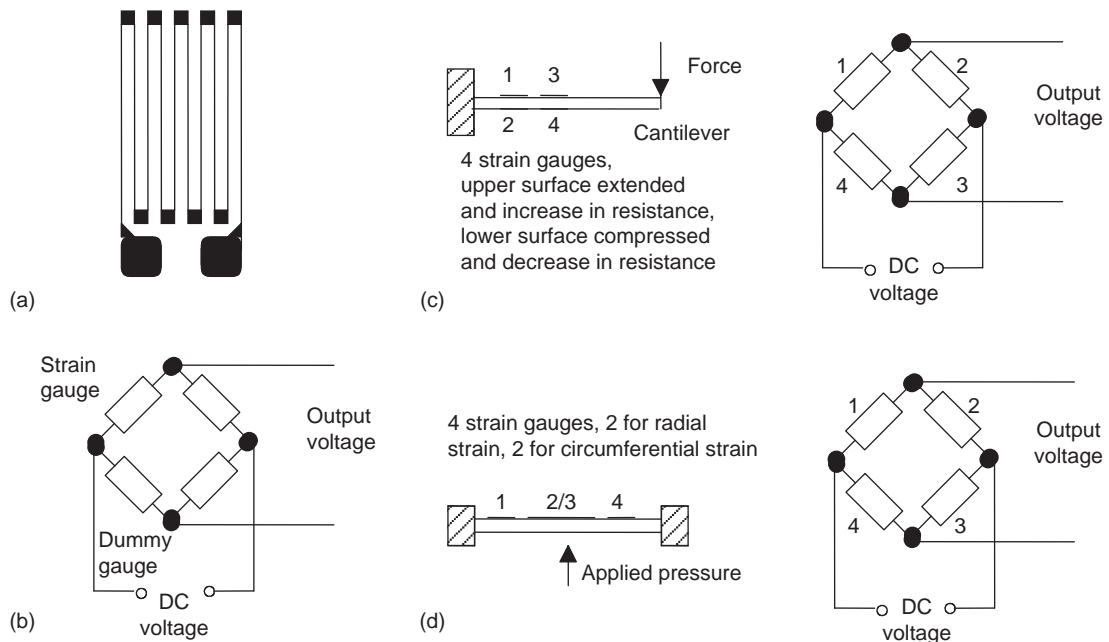 (a)
1 3
Force
2 4
Cantilever
4 strain gauges,
upper surface extended
and increase in resistance,
lower surface compressed
and decrease in resistance
(c)
1
2
Output
voltage
4
3
DC
voltage
Strain
gauge
Output
voltage
Dummy
gauge
DC
voltage
(b)
4 strain gauges, 2 for radial
strain, 2 for circumferential strain
1 2/3 4
Applied pressure
(d)
1
2
Output
voltage
4
3
DC
voltage